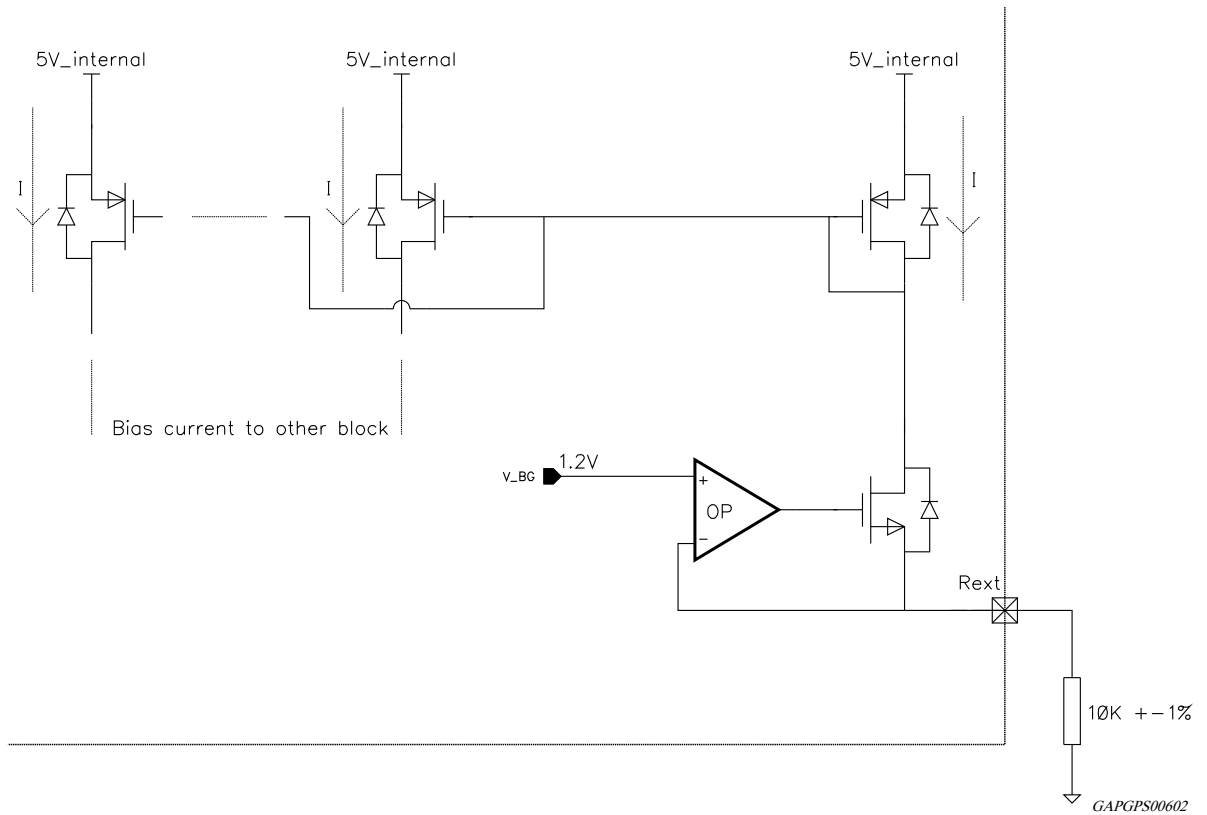 5V_internal
5V_internal
5V_internal
I
I
I
Bias current to other block
V_BG
1.2V
+
OP
−
Rext
10K +-1%
GAPGPS00602